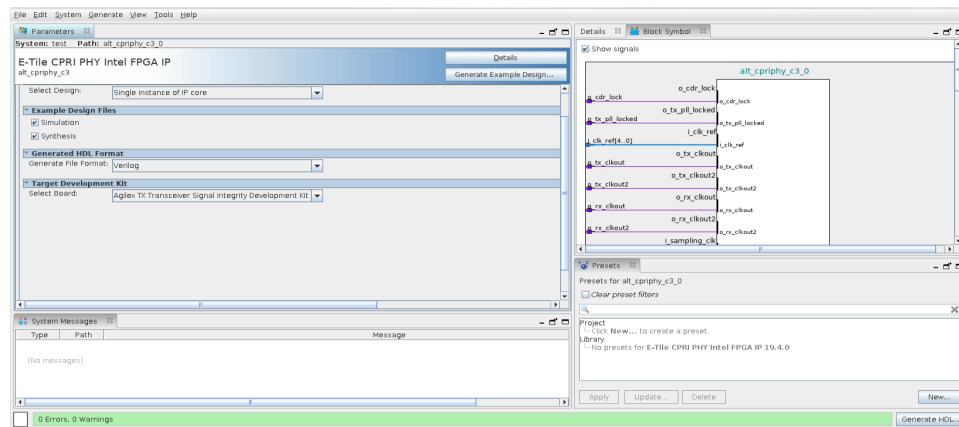 File Edit System Generate View Tools Help
Parameters
System: test Path: alt_cpriphy_c3_0
E-Tile CPRI PHY Intel FPGA IP
alt_cpriphy_c3
Details
Generate Example Design...
Select Design: Single instance of IP core
Example Design Files
Simulation
Synthesis
Generated HDL Format
Generate File Format: Verilog
Target Development Kit
Select Board: Agilex TX Transceiver Signal Integrity Development Kit
System Messages
Type Path Message
(No messages)
0 Errors, 0 Warnings
Details Block Symbol
Show signals
alt_cpriphy_c3_0
o_cdr_lock
o_cdr_lock o_cdr_lock
o_tx_pll_locked
o_tx_pll_locked o_tx_pll_locked
i_clk_ref
i_clk_ref[4..0] i_clk_ref
o_tx_clkout
o_tx_clkout o_tx_clkout
o_tx_clkout2
o_tx_clkout2 o_tx_clkout2
o_rx_clkout
o_rx_clkout o_rx_clkout
o_rx_clkout2
o_rx_clkout2 o_rx_clkout2
i_sampling_clk
Presets
Presets for alt_cpriphy_c3_0
Clear preset filters
Project
Click New... to create a preset.
Library
No presets for E-Tile CPRI PHY Intel FPGA IP 19.4.0
Apply Update... Delete New...
Generate HDL...